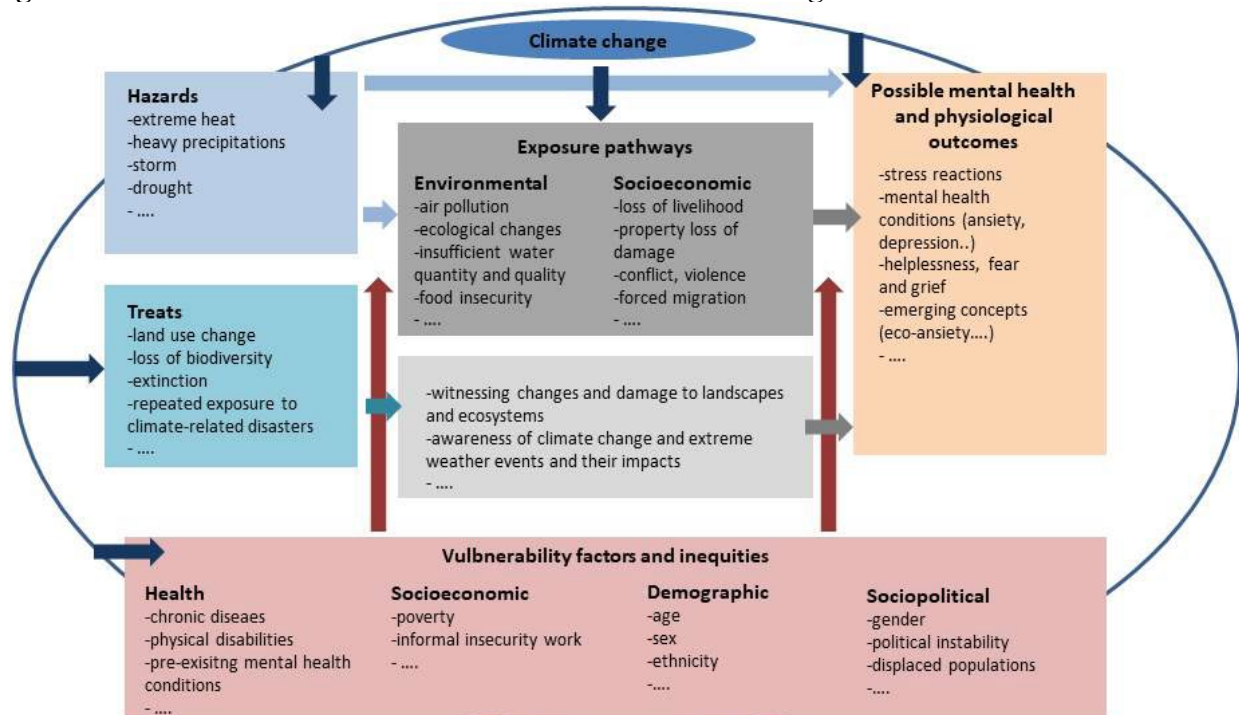 Climate change
Hazards
-extreme heat
-heavy precipitations
-storm
-drought
- ....
Exposure pathways
Environmental
-air pollution
-ecological changes
-insufficient water
quantity and quality
-food insecurity
- ....
Socioeconomic
-loss of livelihood
-property loss of
damage
-conflict, violence
-forced migration
- ....
Possible mental health
and physiological
outcomes
-stress reactions
-mental health
conditions (anxiety,
depression..)
-helplessness, fear
and grief
-emerging concepts
(eco-ansiety....)
- ....
Treats
-land use change
-loss of biodiversity
-extinction
-repeated exposure to
climate-related disasters
- ....
-witnessing changes and damage to landscapes
and ecosystems
-awareness of climate change and extreme
weather events and their impacts
- ....
Vulbnerability factors and inequities
Health
-chronic diseaes
-physical disabilities
-pre-exisitng mental health
conditions
- ....
Socioeconomic
-poverty
-informal insecurity work
- ....
Demographic
-age
-sex
-ethnicity
-....
Sociopolitical
-gender
-political instability
-displaced populations
-....